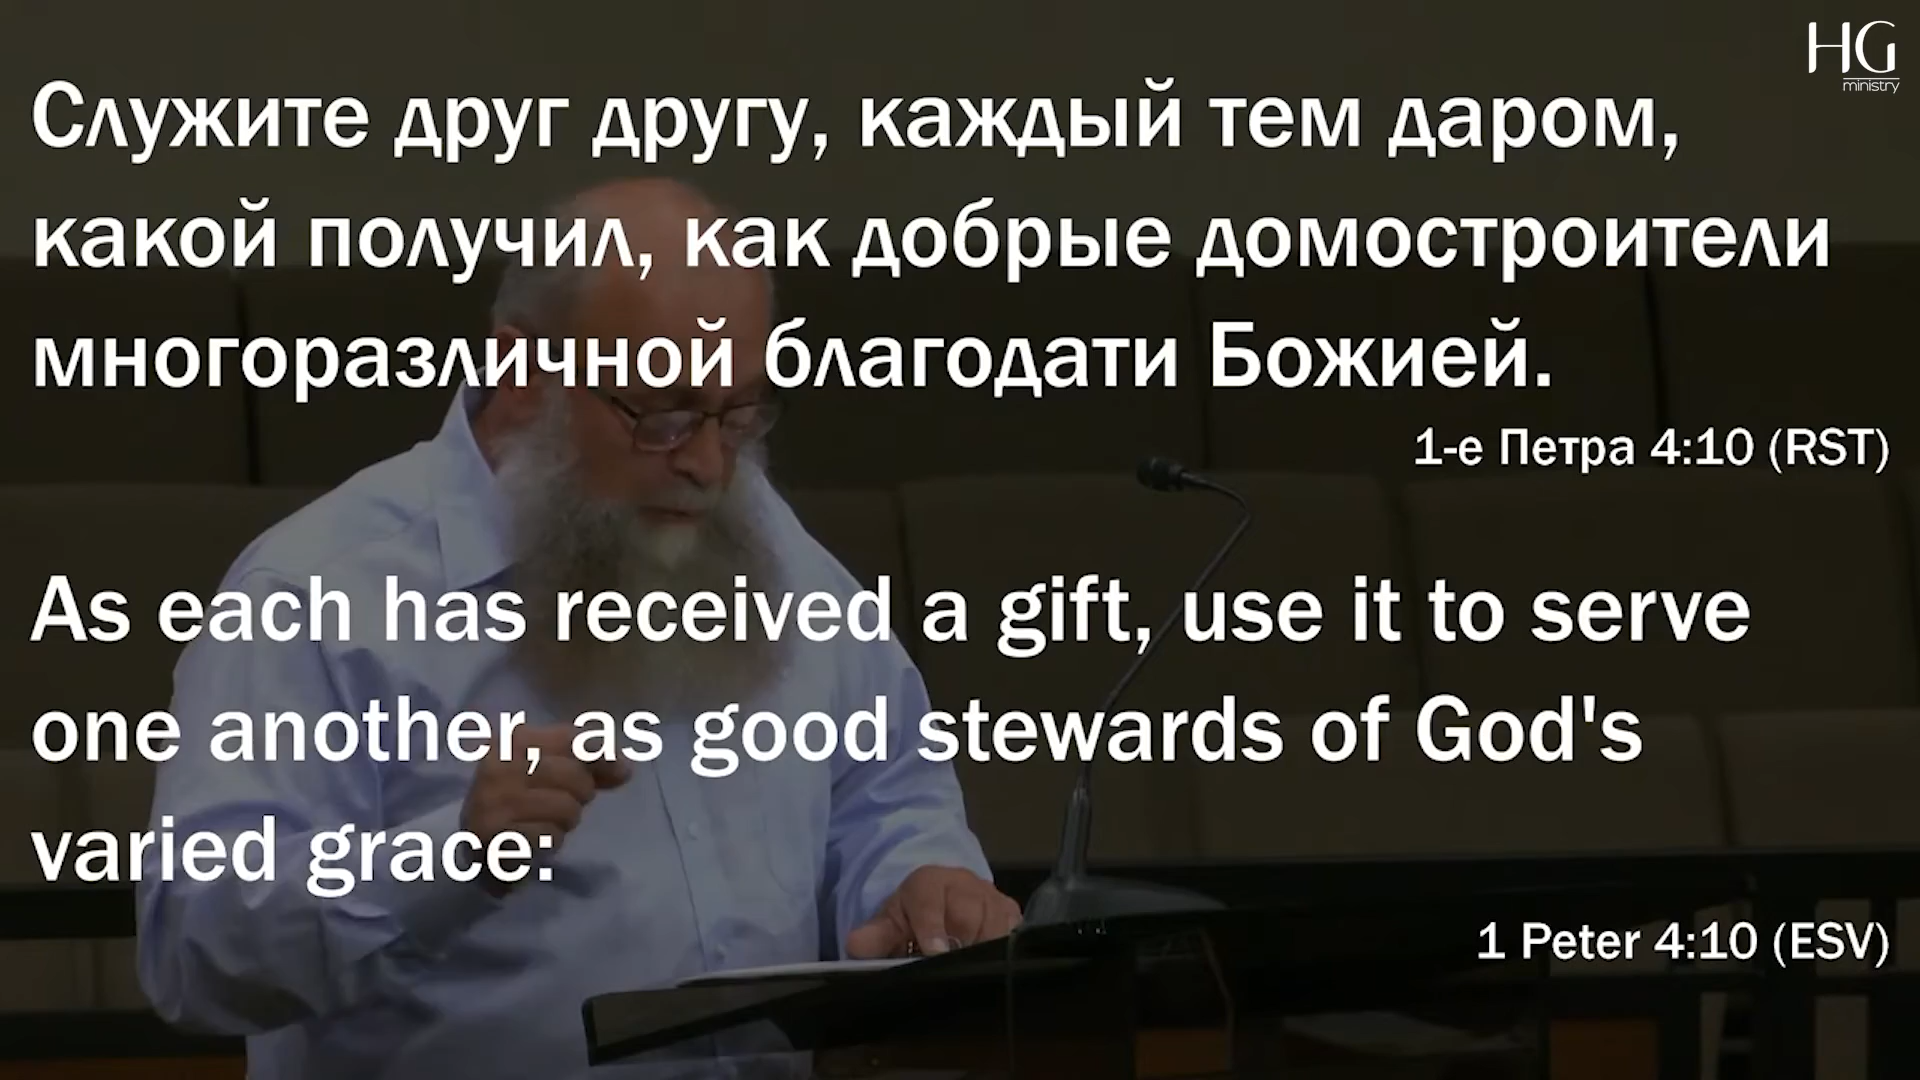 HG
ministry
Служите друг другу, каждый тем даром,
какой получил, как добрые домостроители
многоразличной благодати Божией.
1-е Петра 4:10 (RST)
As each has received a gift, use it to serve
one another, as good stewards of God's
varied grace:
1 Peter 4:10 (ESV)